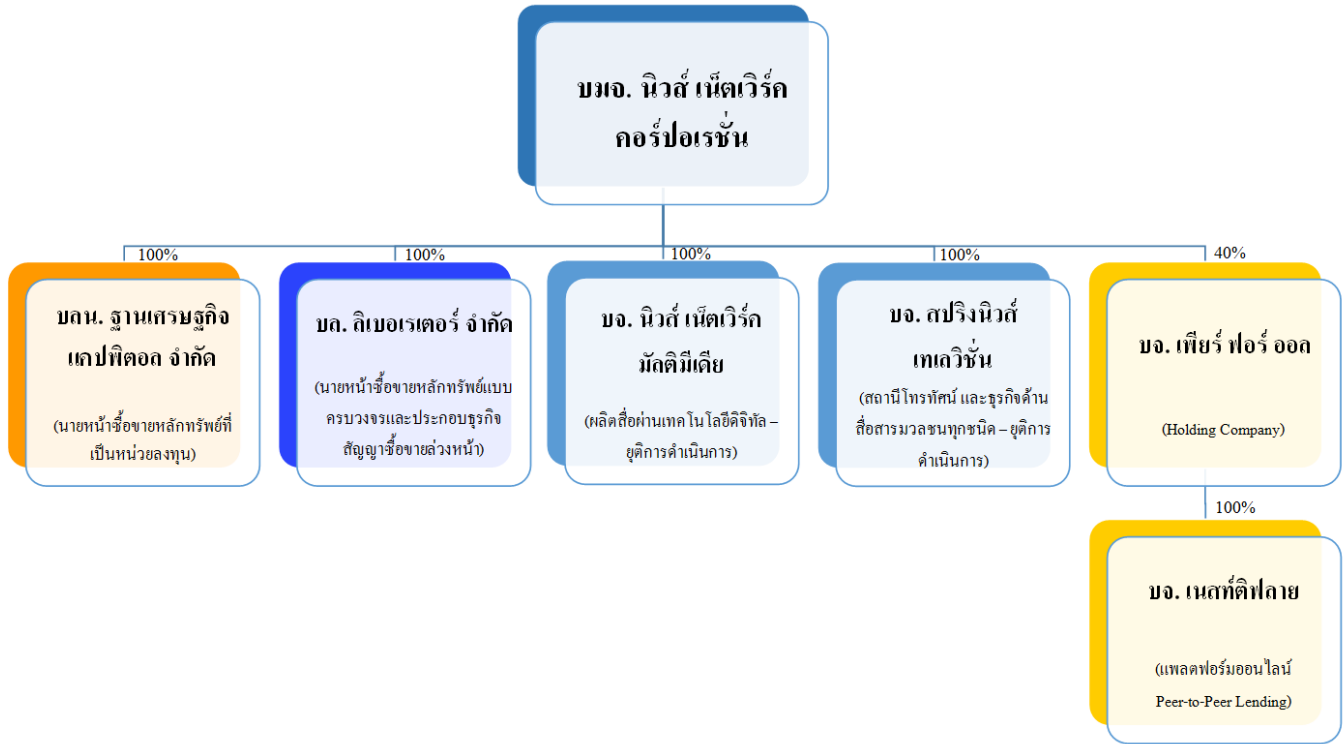 บมจ. นิวส์ เน็ตเวิร์ค
คอร์ปอเรชั่น
100%
100%
100%
100%
40%
บลน. ฐานเศรษฐกิจ
แคปพิตอล จำกัด
(นายหน้าซื้อขายหลักทรัพย์ที่
เป็นหน่วยลงทุน)
บล. ลิเบอเรเตอร์ จำกัด
(นายหน้าซื้อขายหลักทรัพย์แบบ
ครบวงจรและประกอบธุรกิจ
สัญญาซื้อขายล่วงหน้า)
บจ. นิวส์ เน็ตเวิร์ก
มัลติมีเดีย
(ผลิตสื่อผ่านเทคโนโลยีดิจิทัล –
ยุติการดำเนินการ)
บจ. สปริงนิวส์
เทเลวิชั่น
(สถานีโทรทัศน์ และธุรกิจด้าน
สื่อสารมวลชนทุกชนิด – ยุติการ
ดำเนินการ)
บจ. เพียร์ ฟอร์ ออล
(Holding Company)
100%
บจ. เนสท์ติฟลาย
(แพลตฟอร์มออนไลน์
Peer-to-Peer Lending)